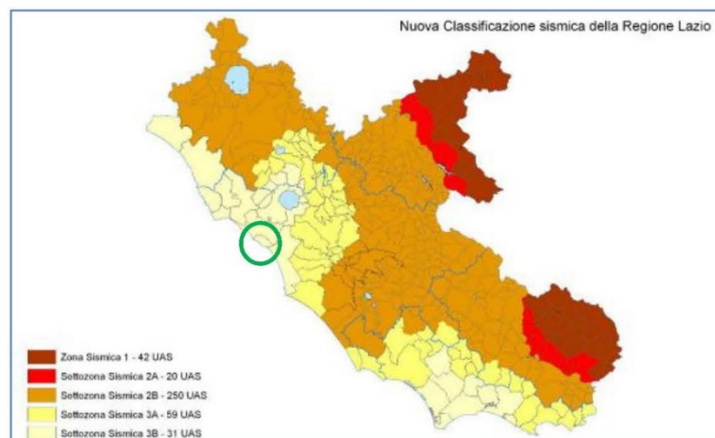 Nuova Classificazione sismica della Regione Lazio
Zona Sismica 1 - 42 UAS
Sottozona Sismica 2A - 20 UAS
Sottozona Sismica 2B - 250 UAS
Sottozona Sismica 3A - 59 UAS
Sottozona Sismica 3B - 31 UAS